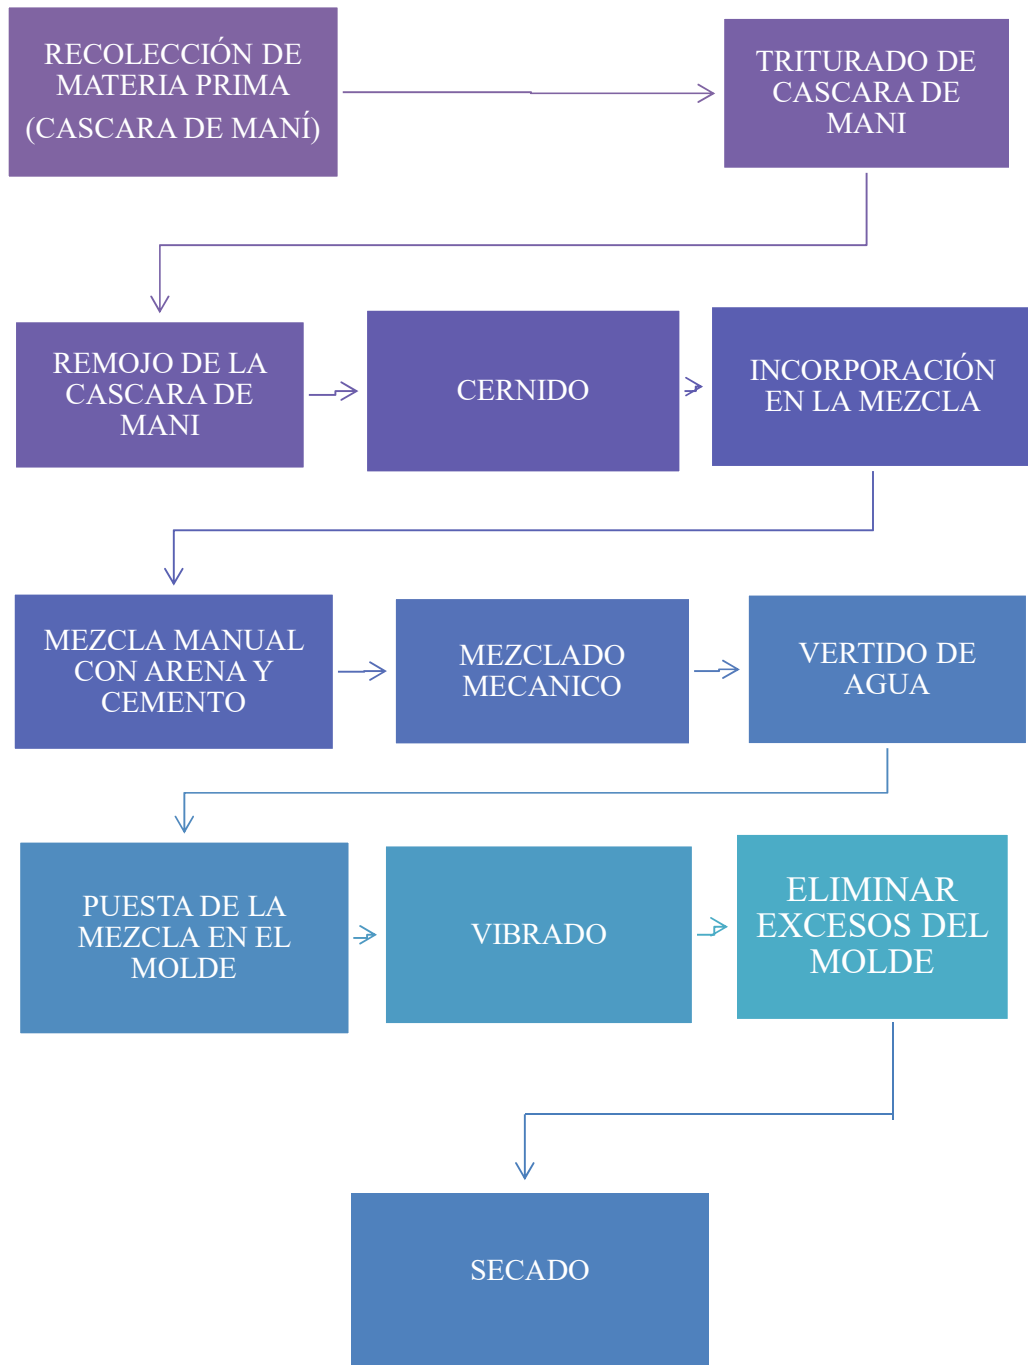 RECOLECCIÓN DE
MATERIA PRIMA
(CASCARA DE MANÍ)
TRITURADO DE
CASCARA DE
MANI
REMOJO DE LA
CASCARA DE
MANI
CERNIDO
INCORPORACIÓN
EN LA MEZCLA
MEZCLA MANUAL
CON ARENA Y
CEMENTO
MEZCLADO
MECANICO
VERTIDO DE
AGUA
PUESTA DE LA
MEZCLA EN EL
MOLDE
VIBRADO
ELIMINAR
EXCESOS DEL
MOLDE
SECADO